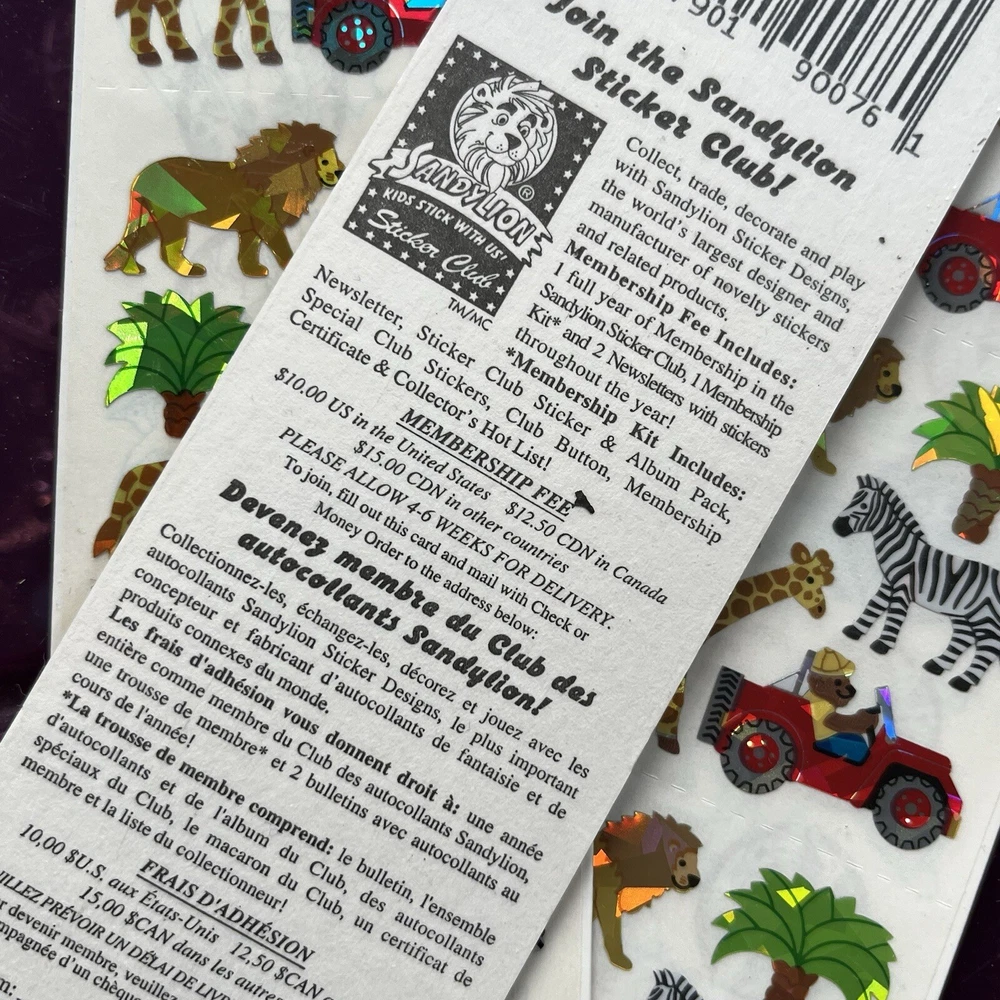 7901 90076 1
Join the Sandylion
Sticker Club!
SANDYLION®
KIDS STICK WITH US!
Sticker Club
TM/MC
Collect, trade, decorate and play
with Sandylion Sticker Designs,
the world's largest designer and
manufacturer of novelty stickers
and related products.
Membership Fee Includes:
1 full year of Membership in the
Sandylion Sticker Club, 1 Membership
Kit* and 2 Newsletters with stickers
throughout the year!
*Membership Kit Includes:
Newsletter, Sticker Club Sticker & Album Pack,
Special Club Stickers, Club Button, Membership
Certificate & Collector's Hot List!
MEMBERSHIP FEE
$10.00 US in the United States $12.50 CDN in Canada
$15.00 CDN in other countries
PLEASE ALLOW 4-6 WEEKS FOR DELIVERY.
To join, fill out this card and mail with Check or
Money Order to the address below:
Devenez membre du Club des
autocollants Sandylion!
Collectionnez-les, échangez-les, décorez et jouez avec les
autocollants Sandylion Sticker Designs, le plus important
concepteur et fabricant d'autocollants de fantaisie et de
produits connexes du monde.
Les frais d'adhésion vous donnent droit à: une année
entière comme membre du Club des autocollants Sandylion,
une trousse de membre* et 2 bulletins avec autocollants au
cours de l'année!
*La trousse de membre comprend: le bulletin, l'ensemble
d'autocollants et de l'album du Club, des autocollants
spéciaux du Club, le macaron du Club, un certificat de
membre et la liste du collectionneur!
FRAIS D'ADHÉSION
10,00 $U.S. aux États-Unis 12,50 $CAN
15,00 $CAN dans les autres
PRÉVOIR UN DÉLAI DE
devenir membre, veuillez
d'un chèque